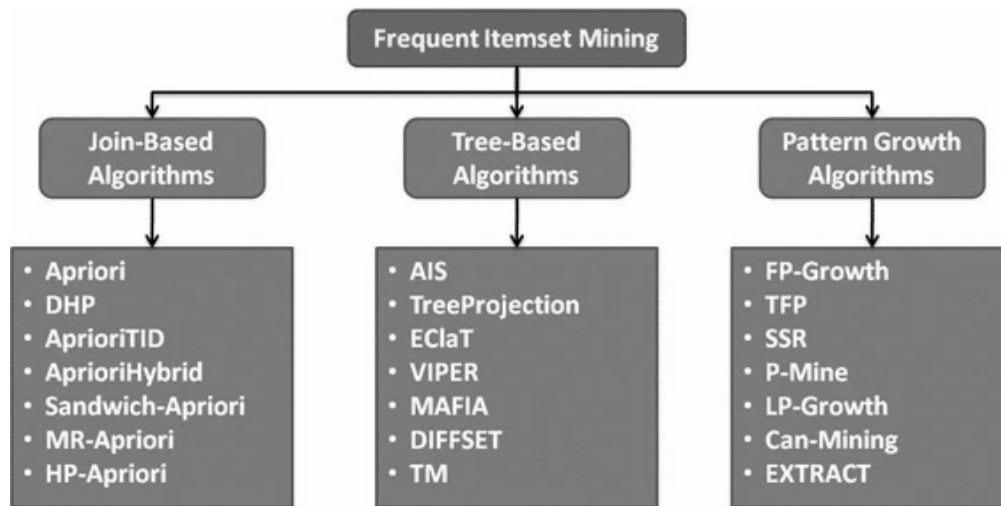 Frequent Itemset Mining
Join-Based
Algorithms
Tree-Based
Algorithms
Pattern Growth
Algorithms
• Apriori
• DHP
• AprioriTID
• AprioriHybrid
• Sandwich-Apriori
• MR-Apriori
• HP-Apriori
• AIS
• TreeProjection
• EClaT
• VIPER
• MAFIA
• DIFFSET
• TM
• FP-Growth
• TFP
• SSR
• P-Mine
• LP-Growth
• Can-Mining
• EXTRACT